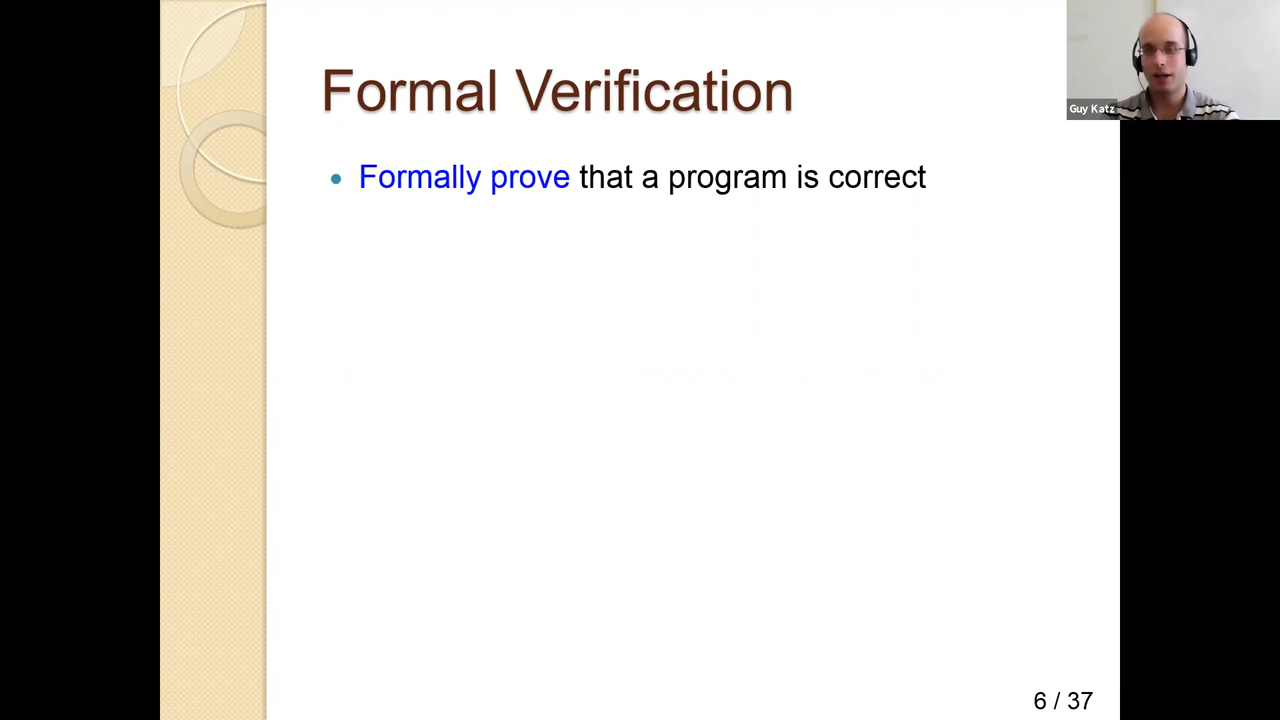 Formal Verification
Guy Katz
Formally prove that a program is correct
6 / 37